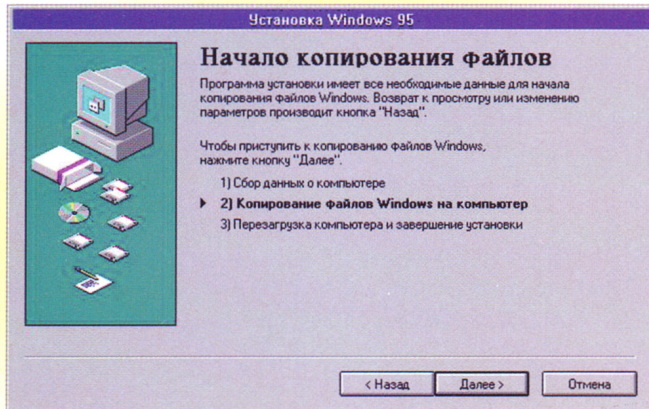 Установка Windows 95
Начало копирования файлов
Программа установки имеет все необходимые данные для начала
копирования файлов Windows. Возврат к просмотру или изменению
параметров производит кнопка "Назад".
Чтобы приступить к копированию файлов Windows,
нажмите кнопку "Далее".
1) Сбор данных о компьютере
2) Копирование файлов Windows на компьютер
3) Перезагрузка компьютера и завершение установки
< Назад
Далее >
Отмена